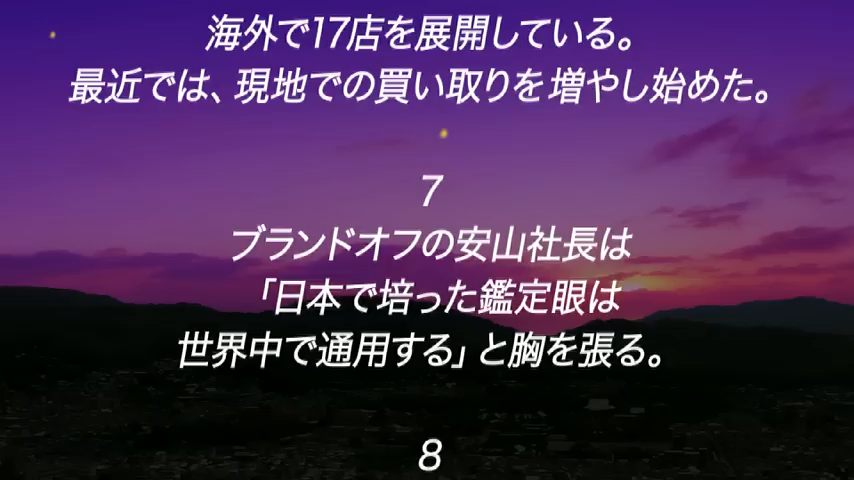 海外で17店を展開している。
最近では、現地での買い取りを増やし始めた。
7
ブランドオフの安山社長は
「日本で培った鑑定眼は
世界中で通用する」と胸を張る。
8